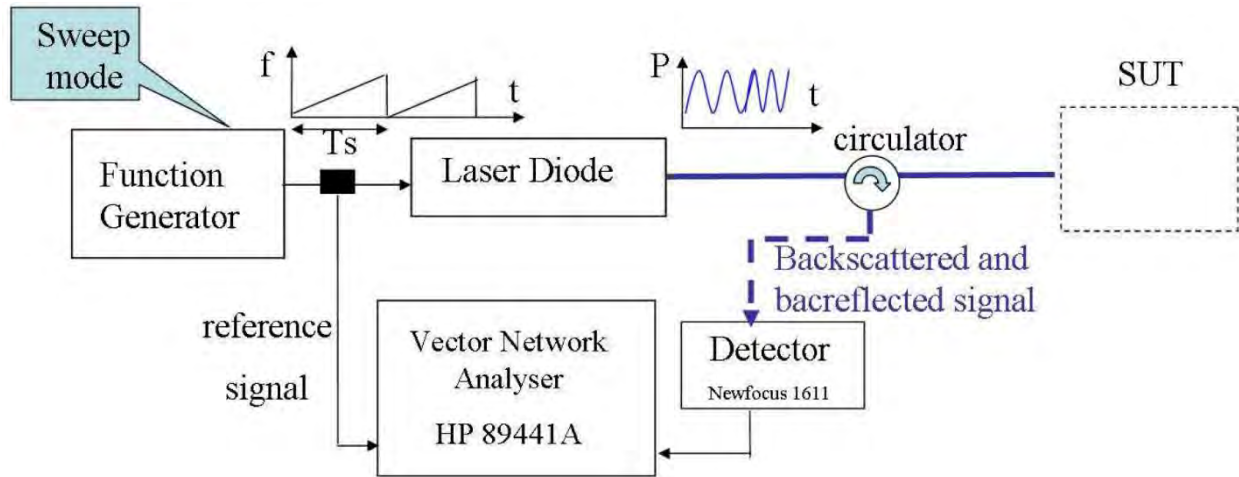 Sweep
mode
f
t
Ts
P
t
SUT
circulator
Function
Generator
Laser Diode
Backscattered and
bacreflected signal
reference
signal
Vector Network
Analyser
HP 89441A
Detector
Newfocus 1611